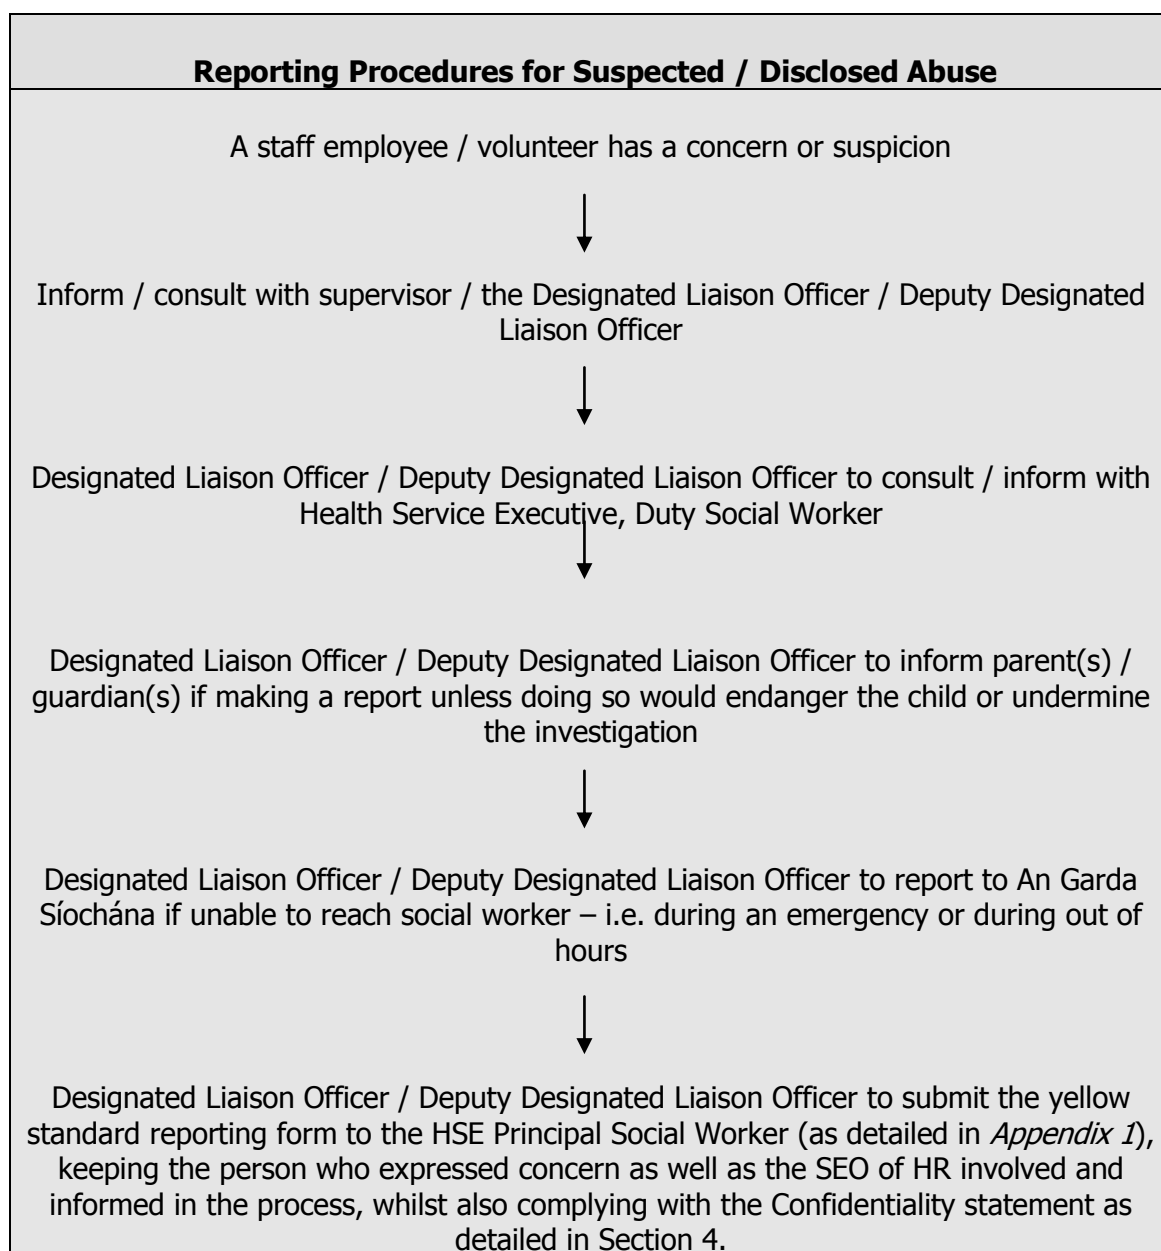 Reporting Procedures for Suspected / Disclosed Abuse
A staff employee / volunteer has a concern or suspicion
Inform / consult with supervisor / the Designated Liaison Officer / Deputy Designated
Liaison Officer
Designated Liaison Officer / Deputy Designated Liaison Officer to consult / inform with
Health Service Executive, Duty Social Worker
Designated Liaison Officer / Deputy Designated Liaison Officer to inform parent(s) /
guardian(s) if making a report unless doing so would endanger the child or undermine
the investigation
Designated Liaison Officer / Deputy Designated Liaison Officer to report to An Garda
Síochána if unable to reach social worker – i.e. during an emergency or during out of
hours
Designated Liaison Officer / Deputy Designated Liaison Officer to submit the yellow
standard reporting form to the HSE Principal Social Worker (as detailed in Appendix 1),
keeping the person who expressed concern as well as the SEO of HR involved and
informed in the process, whilst also complying with the Confidentiality statement as
detailed in Section 4.